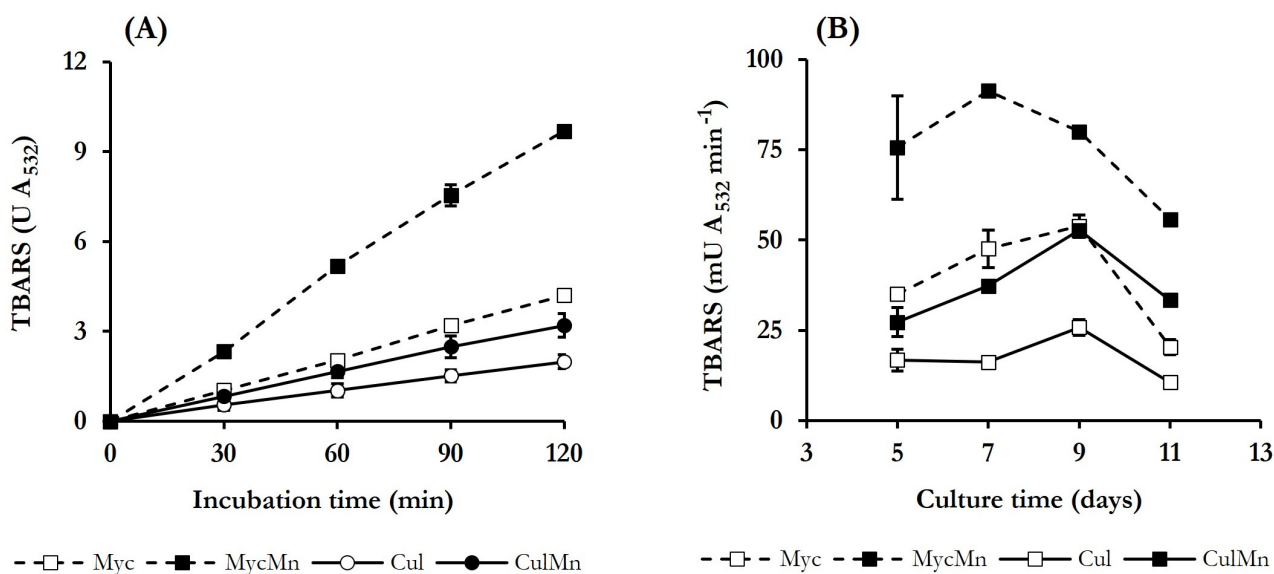 (A)
TBARS (U A532)
12
9
6
3
0
0 30 60 90 120
Incubation time (min)
Myc MycMn Cul CulMn
(B)
TBARS (mU A532 min-1)
100
75
50
25
0
3 5 7 9 11 13
Culture time (days)
Myc MycMn Cul CulMn